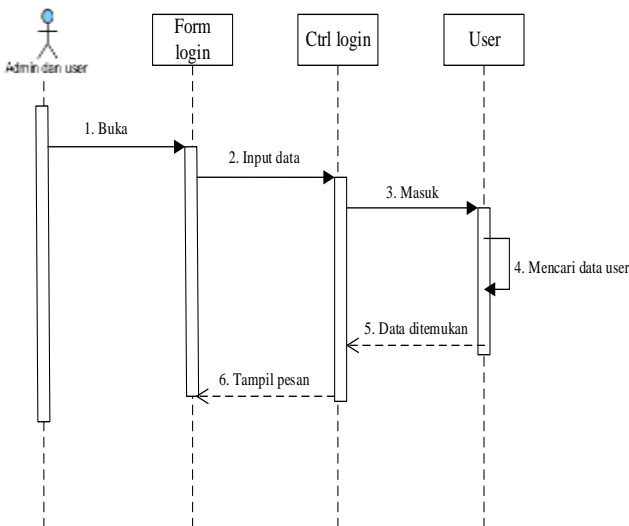 Form
login
Ctrl login
User
Admin dan user
1. Buka
2. Input data
3. Masuk
4. Mencari data user
5. Data ditemukan
6. Tampil pesan